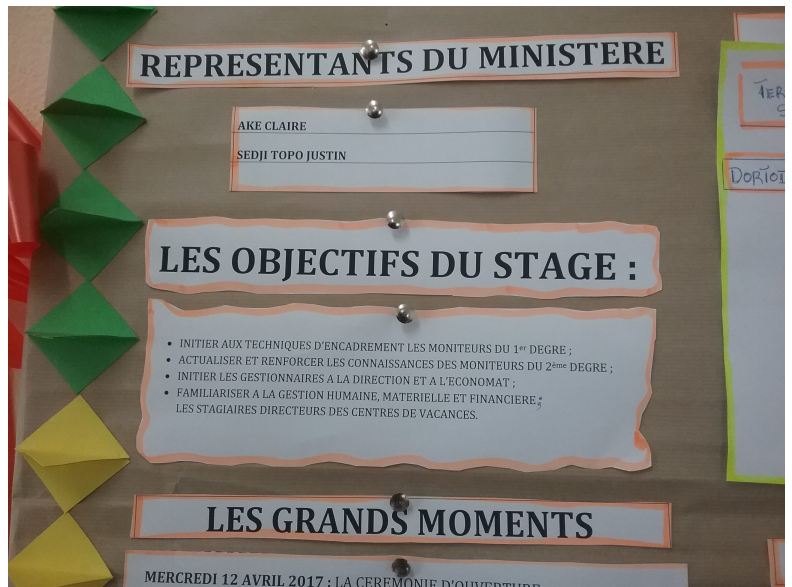 REPRESENTANTS DU MINISTERE
AKE CLAIRE
SEDJI TOPO JUSTIN
LES OBJECTIFS DU STAGE :
• INITIER AUX TECHNIQUES D'ENCADREMENT LES MONITEURS DU 1er DEGRE ;
• ACTUALISER ET RENFORCER LES CONNAISSANCES DES MONITEURS DU 2ème DEGRE ;
• INITIER LES GESTIONNAIRES A LA DIRECTION ET A L'ECONOMAT ;
• FAMILIARISER A LA GESTION HUMAINE, MATERIELLE ET FINANCIERE ;
LES STAGIAIRES DIRECTEURS DES CENTRES DE VACANCES.
LES GRANDS MOMENTS
MERCREDI 12 AVRIL 2017 : LA CEREMONIE D'OUVERTURE